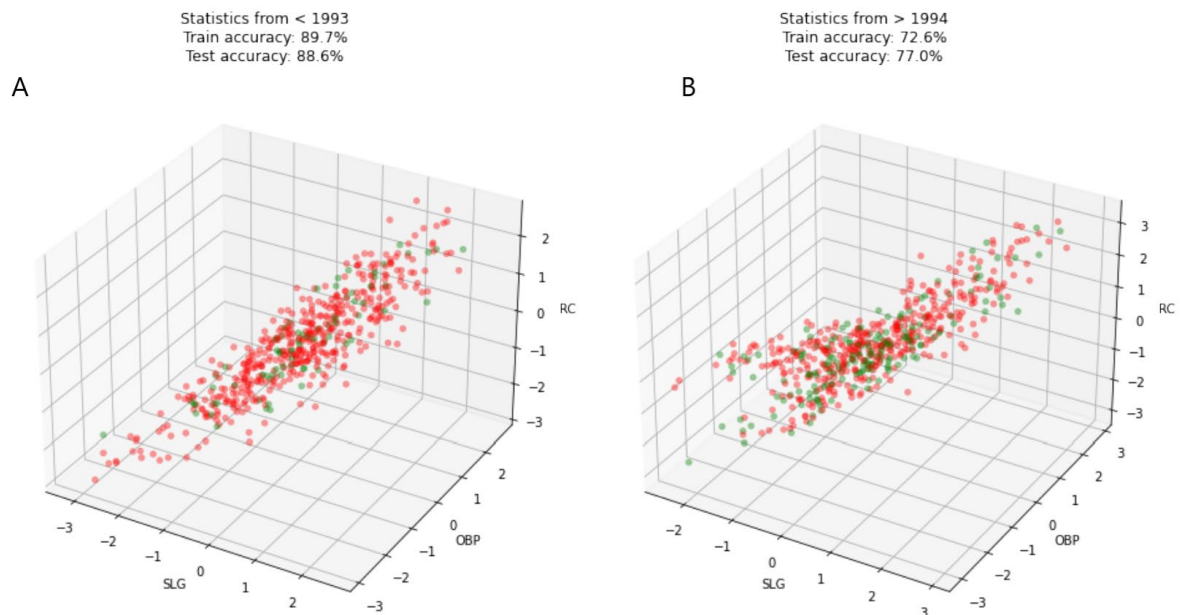 Statistics from < 1993
Train accuracy: 89.7%
Test accuracy: 88.6%
A
2
1
0
−1
−2
−3
RC
−3
−2
−1
0
1
2
SLG
−3
−2
−1
0
1
2
OBP
Statistics from > 1994
Train accuracy: 72.6%
Test accuracy: 77.0%
B
3
2
1
0
−1
−2
−3
RC
−2
−1
0
1
2
3
SLG
−3
−2
−1
0
1
2
3
OBP